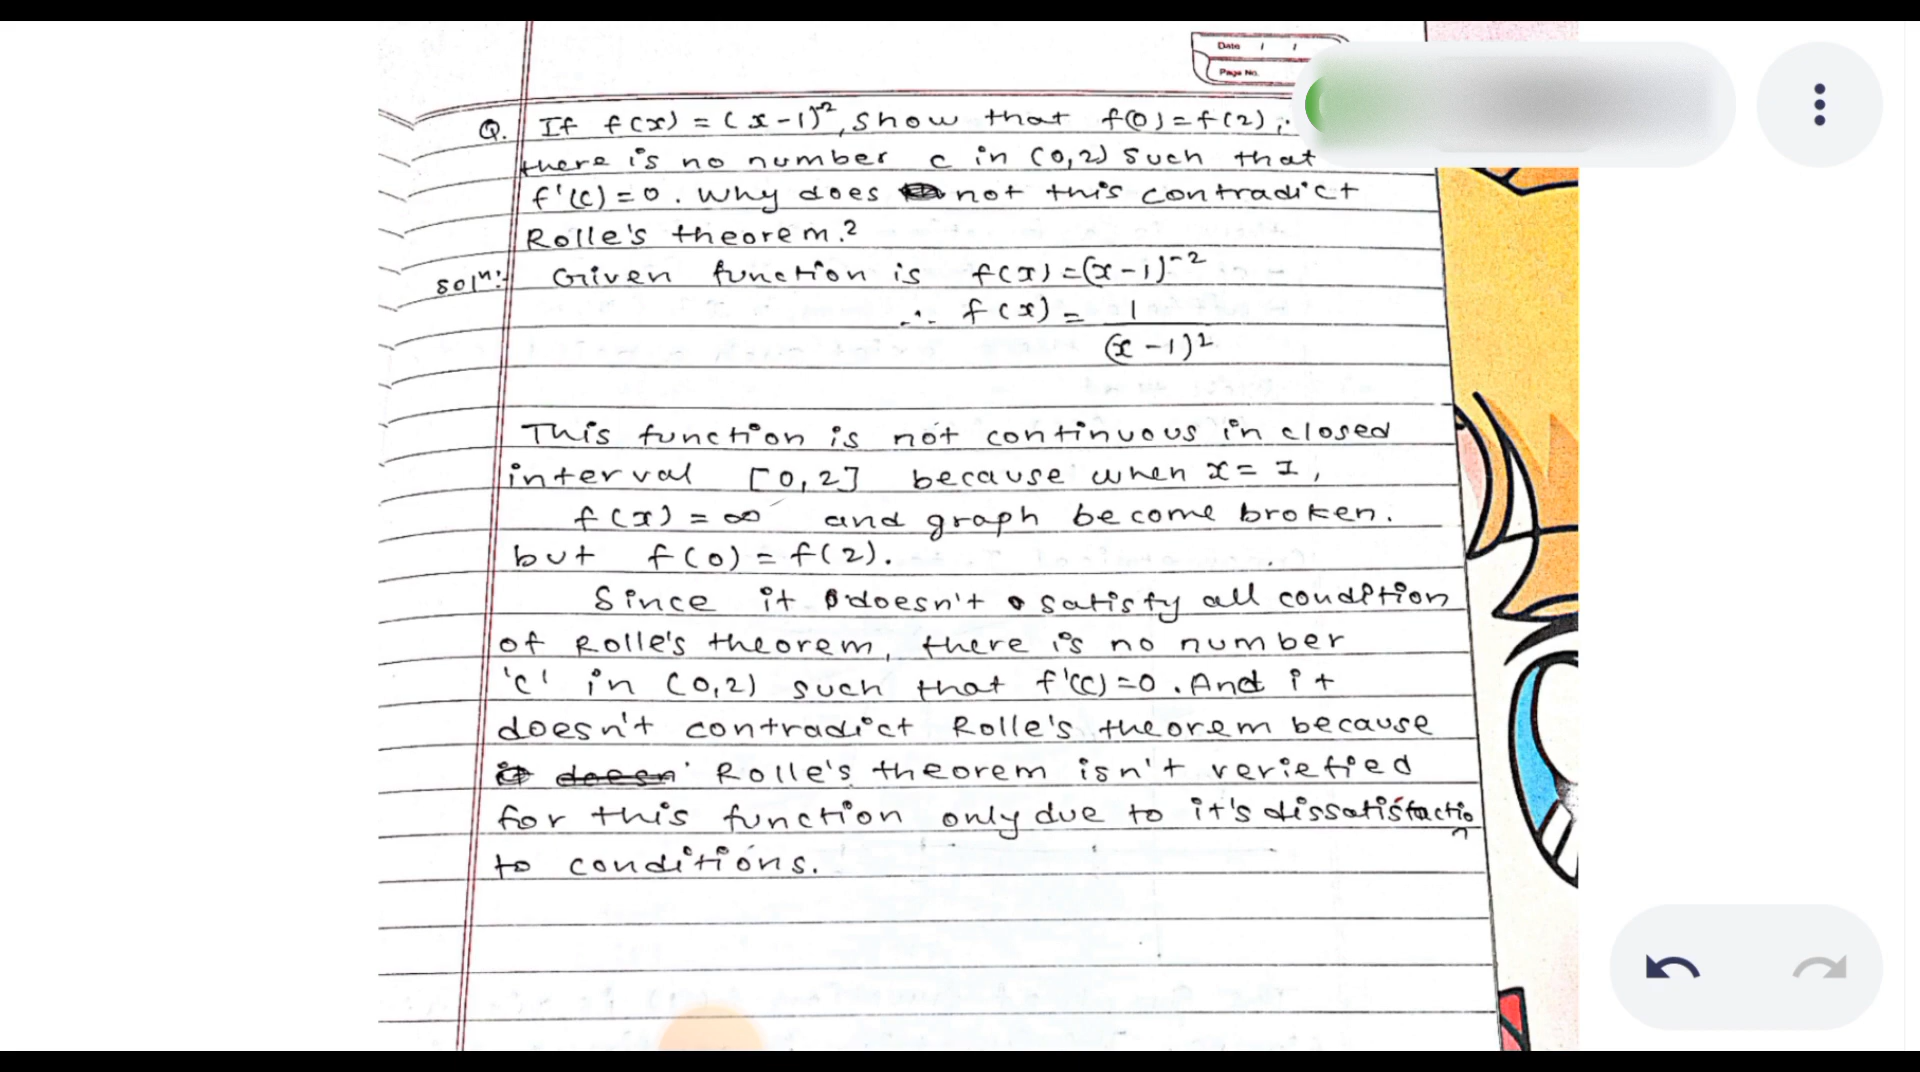 Date / /
Page No.
Q. If f(x) = (x-1)⁻², show that f(0) = f(2),
there is no number c in (0,2) such that
f'(c) = 0. Why does not this contradict
Rolle's theorem.?
Solⁿ:- Given function is f(x) = (x-1)⁻²
∴ f(x) = 1/(x-1)²
This function is not continuous in closed
interval [0,2] because when x = 1,
f(x) = ∞ and graph become broken.
but f(0) = f(2).
Since it doesn't satisfy all condition
of Rolle's theorem, there is no number
'c' in (0,2) such that f'(c) = 0. And it
doesn't contradict Rolle's theorem because
Rolle's theorem isn't veriefied
for this function only due to it's dissatisfaction
to conditions.